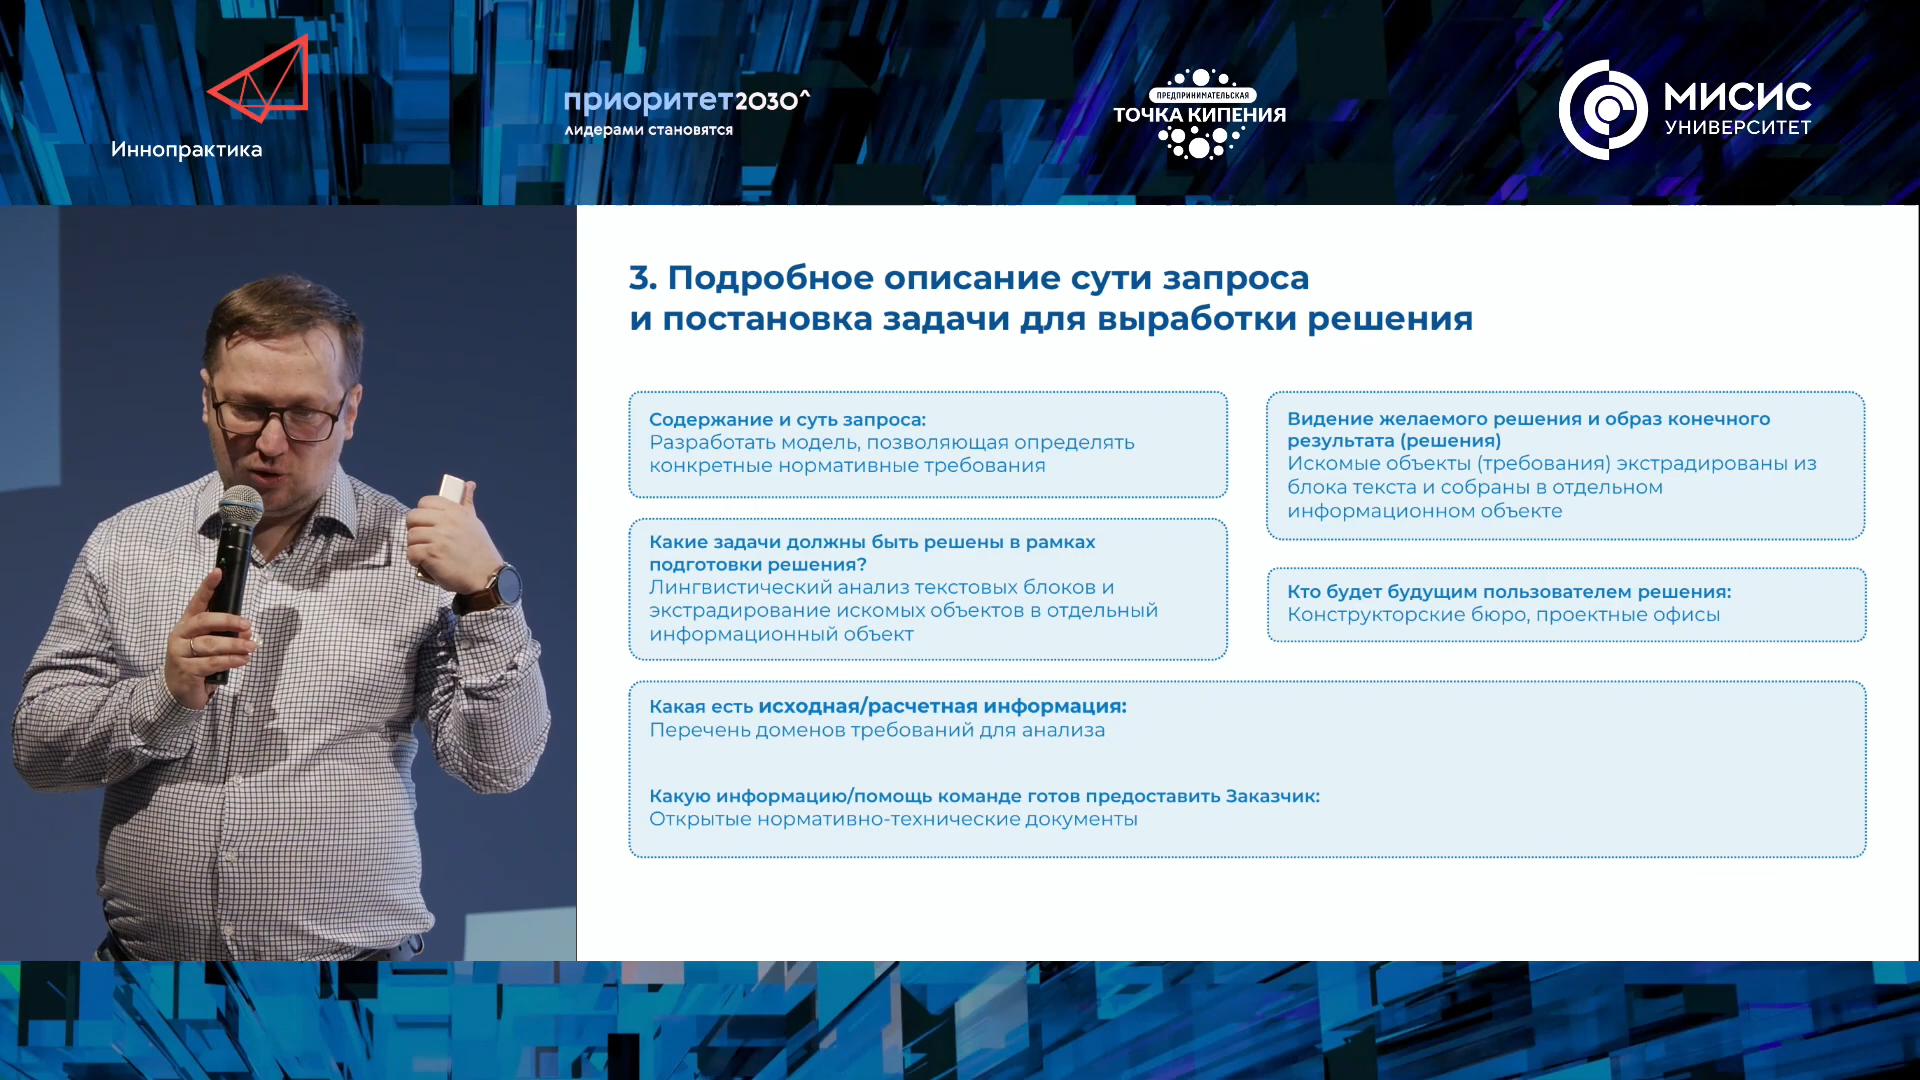 Иннопрактика
приоритет2030^
лидерами становятся
ПРЕДПРИНИМАТЕЛЬСКАЯ
ТОЧКА КИПЕНИЯ
МИСИС
УНИВЕРСИТЕТ
3. Подробное описание сути запроса
и постановка задачи для выработки решения
Содержание и суть запроса:
Разработать модель, позволяющая определять
конкретные нормативные требования
Какие задачи должны быть решены в рамках
подготовки решения?
Лингвистический анализ текстовых блоков и
экстрадирование искомых объектов в отдельный
информационный объект
Видение желаемого решения и образ конечного
результата (решения)
Искомые объекты (требования) экстрадированы из
блока текста и собраны в отдельном
информационном объекте
Кто будет будущим пользователем решения:
Конструкторские бюро, проектные офисы
Какая есть исходная/расчетная информация:
Перечень доменов требований для анализа
Какую информацию/помощь команде готов предоставить Заказчик:
Открытые нормативно-технические документы